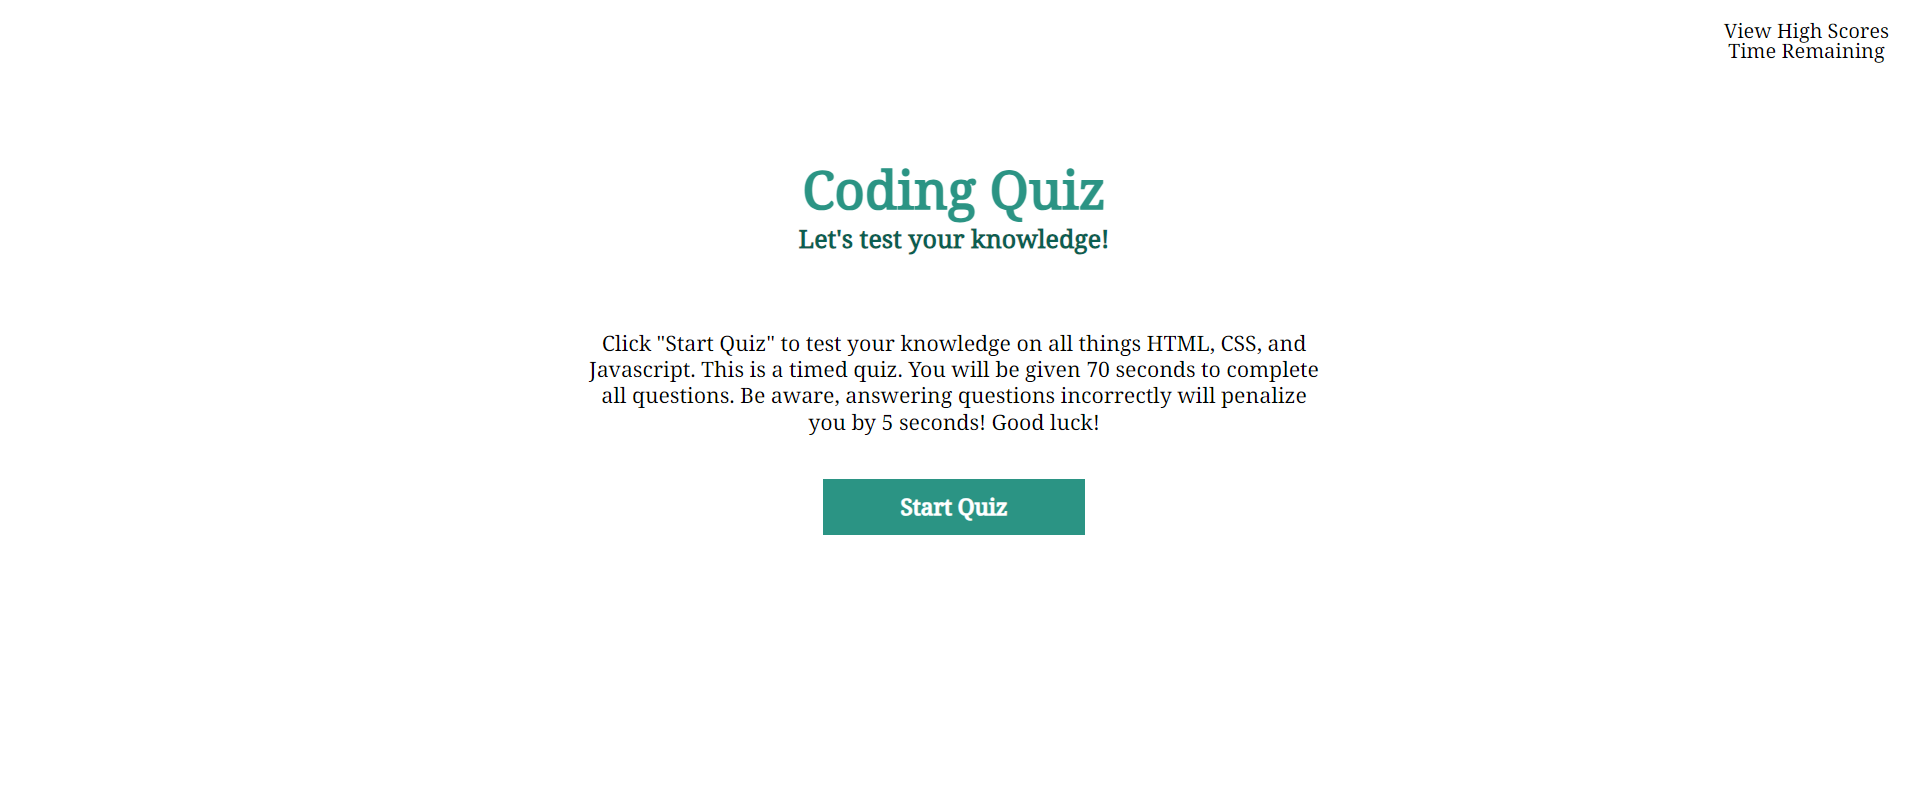 View High Scores
Time Remaining
Coding Quiz
Let's test your knowledge!
Click "Start Quiz" to test your knowledge on all things HTML, CSS, and
Javascript. This is a timed quiz. You will be given 70 seconds to complete
all questions. Be aware, answering questions incorrectly will penalize
you by 5 seconds! Good luck!
Start Quiz